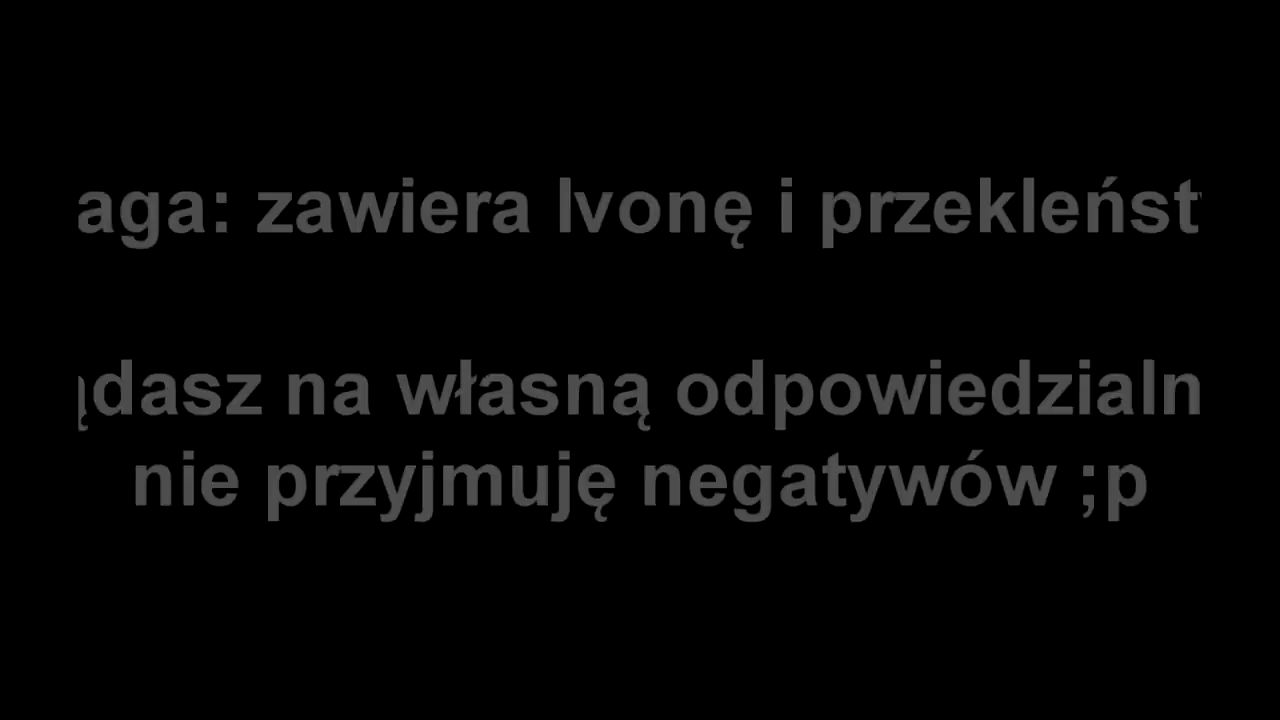 aga: zawiera Ivonę i przekleńst
ądasz na własną odpowiedzialn
nie przyjmuję negatywów ;p